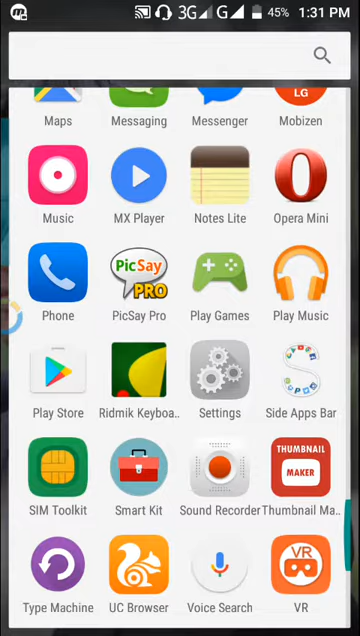 3G G 45% 1:31 PM
LG
Maps Messaging Messenger Mobizen
Music MX Player Notes Lite Opera Mini
PicSay
PRO
Phone PicSay Pro Play Games Play Music
Play Store Ridmik Keyboa.. Settings Side Apps Bar
THUMBNAIL
MAKER
SIM Toolkit Smart Kit Sound Recorder Thumbnail Ma..
VR
Type Machine UC Browser Voice Search VR